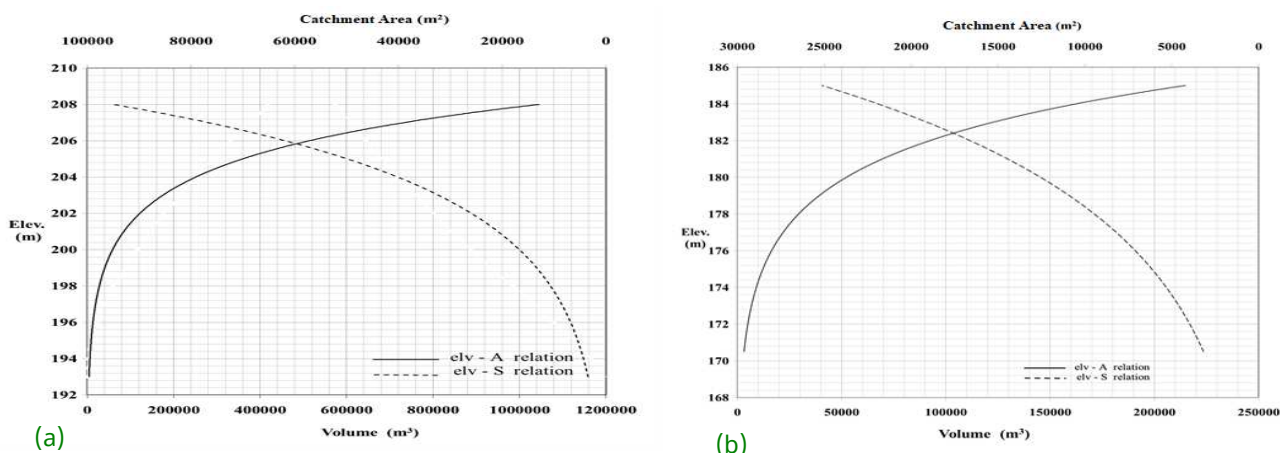 Catchment Area (m²)
100000 80000 60000 40000 20000 0
210
208
206
204
202
Elev.
(m)
200
198
196
194
192
elv - A relation
elv - S relation
0 200000 400000 600000 800000 1000000 1200000
Volume (m³)
(a)
Catchment Area (m²)
30000 25000 20000 15000 10000 5000 0
186
184
182
180
178
Elev.
(m)
176
174
172
170
168
elv - A relation
elv - S relation
0 50000 100000 150000 200000 250000
Volume (m³)
(b)